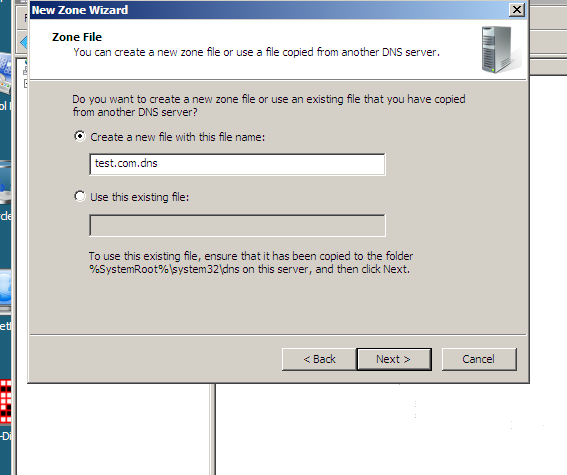 New Zone Wizard
Zone File
You can create a new zone file or use a file copied from another DNS server.
Do you want to create a new zone file or use an existing file that you have copied
from another DNS server?
Create a new file with this file name:
test.com.dns
Use this existing file:
To use this existing file, ensure that it has been copied to the folder
%SystemRoot%\system32\dns on this server, and then click Next.
< Back
Next >
Cancel